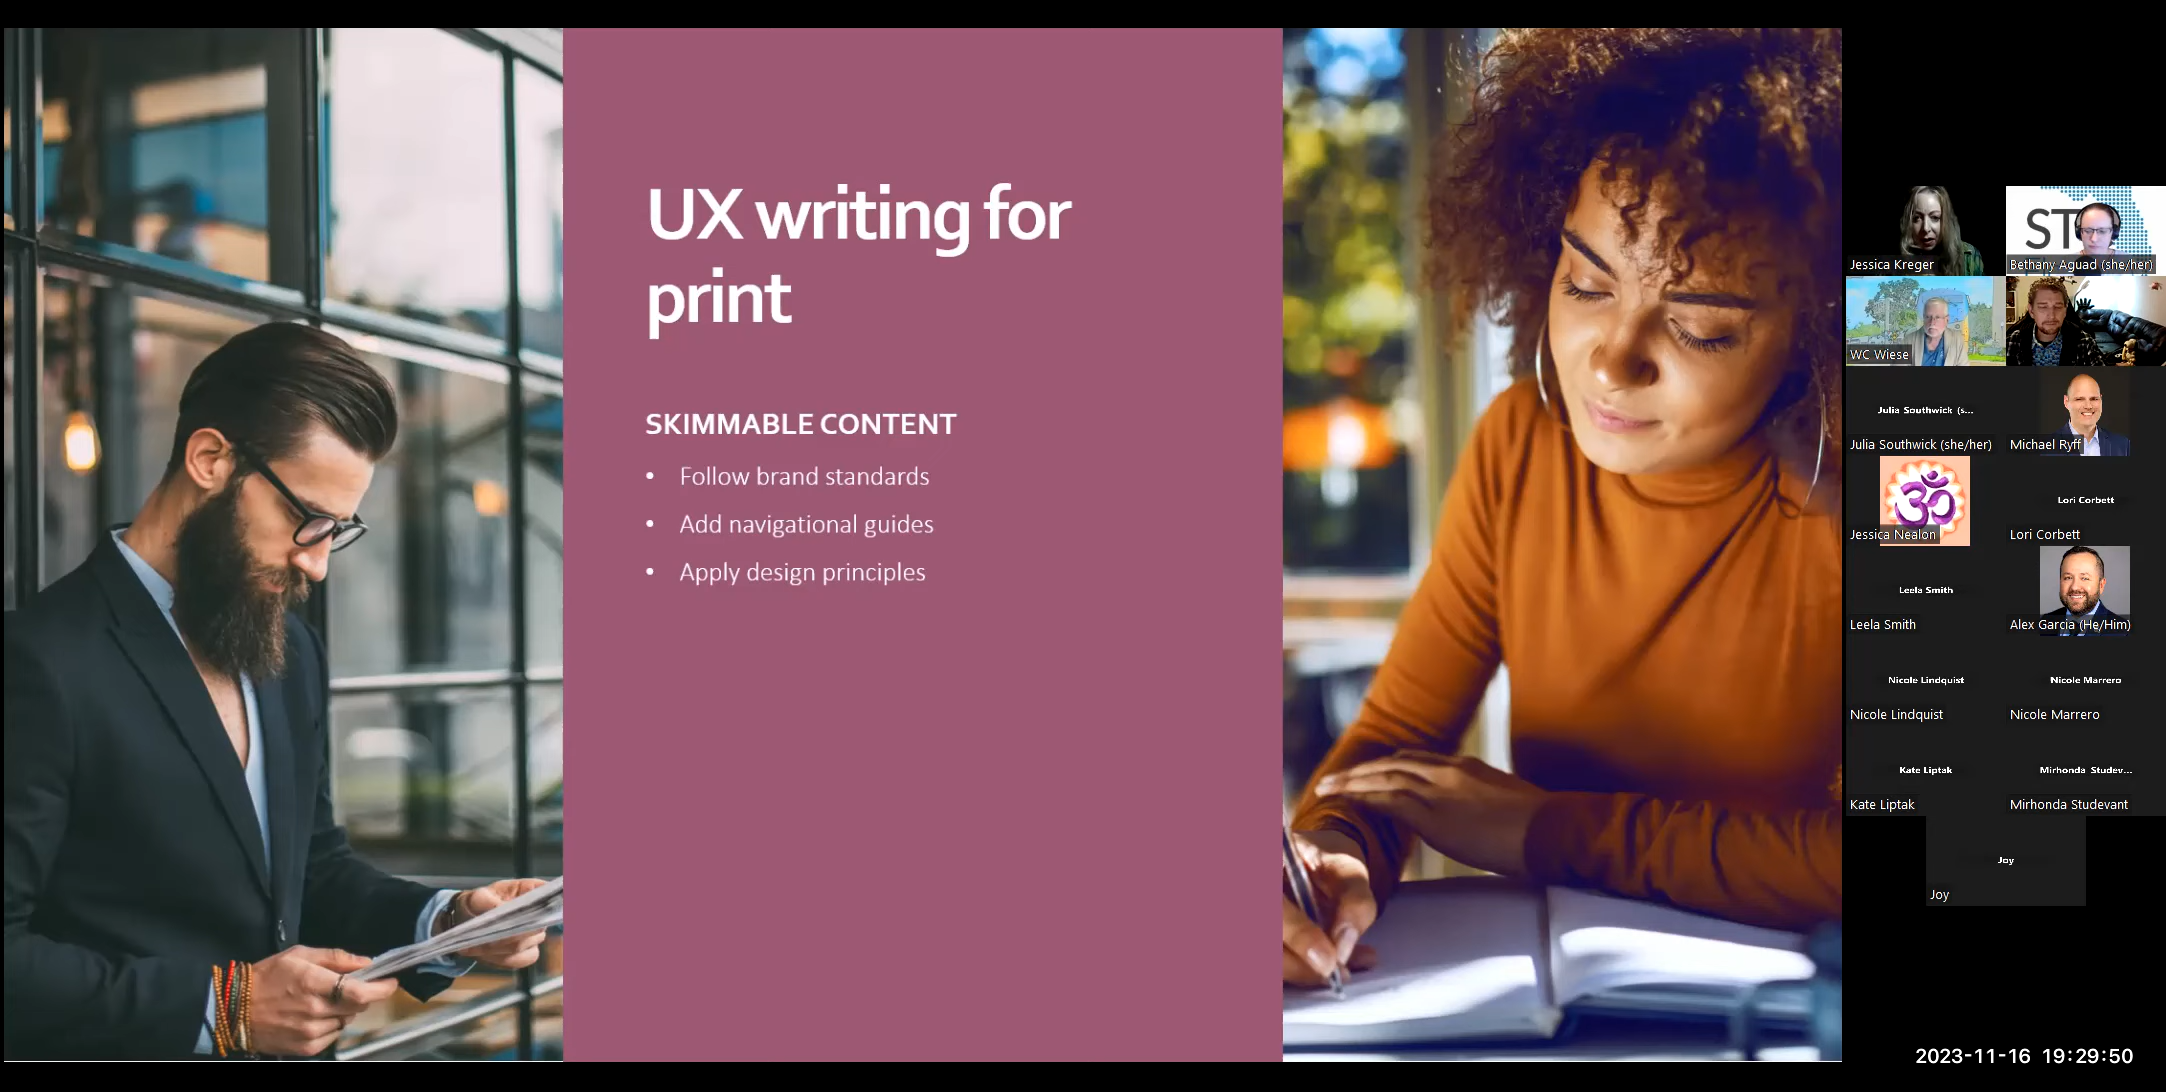 UX writing for
print
SKIMMABLE CONTENT
• Follow brand standards
• Add navigational guides
• Apply design principles
Jessica Kreger
ST
Bethany Aguad (she/her)
WC Wiese
Julia Southwick (s...
Julia Southwick (she/her)
Michael Ryff
ॐ
Jessica Nealon
Lori Corbett
Lori Corbett
Leela Smith
Leela Smith
Alex Garcia (He/Him)
Nicole Lindquist
Nicole Lindquist
Nicole Marrero
Nicole Marrero
Kate Liptak
Kate Liptak
Mirhonda Studev...
Mirhonda Studevant
Joy
Joy
2023-11-16 19:29:50